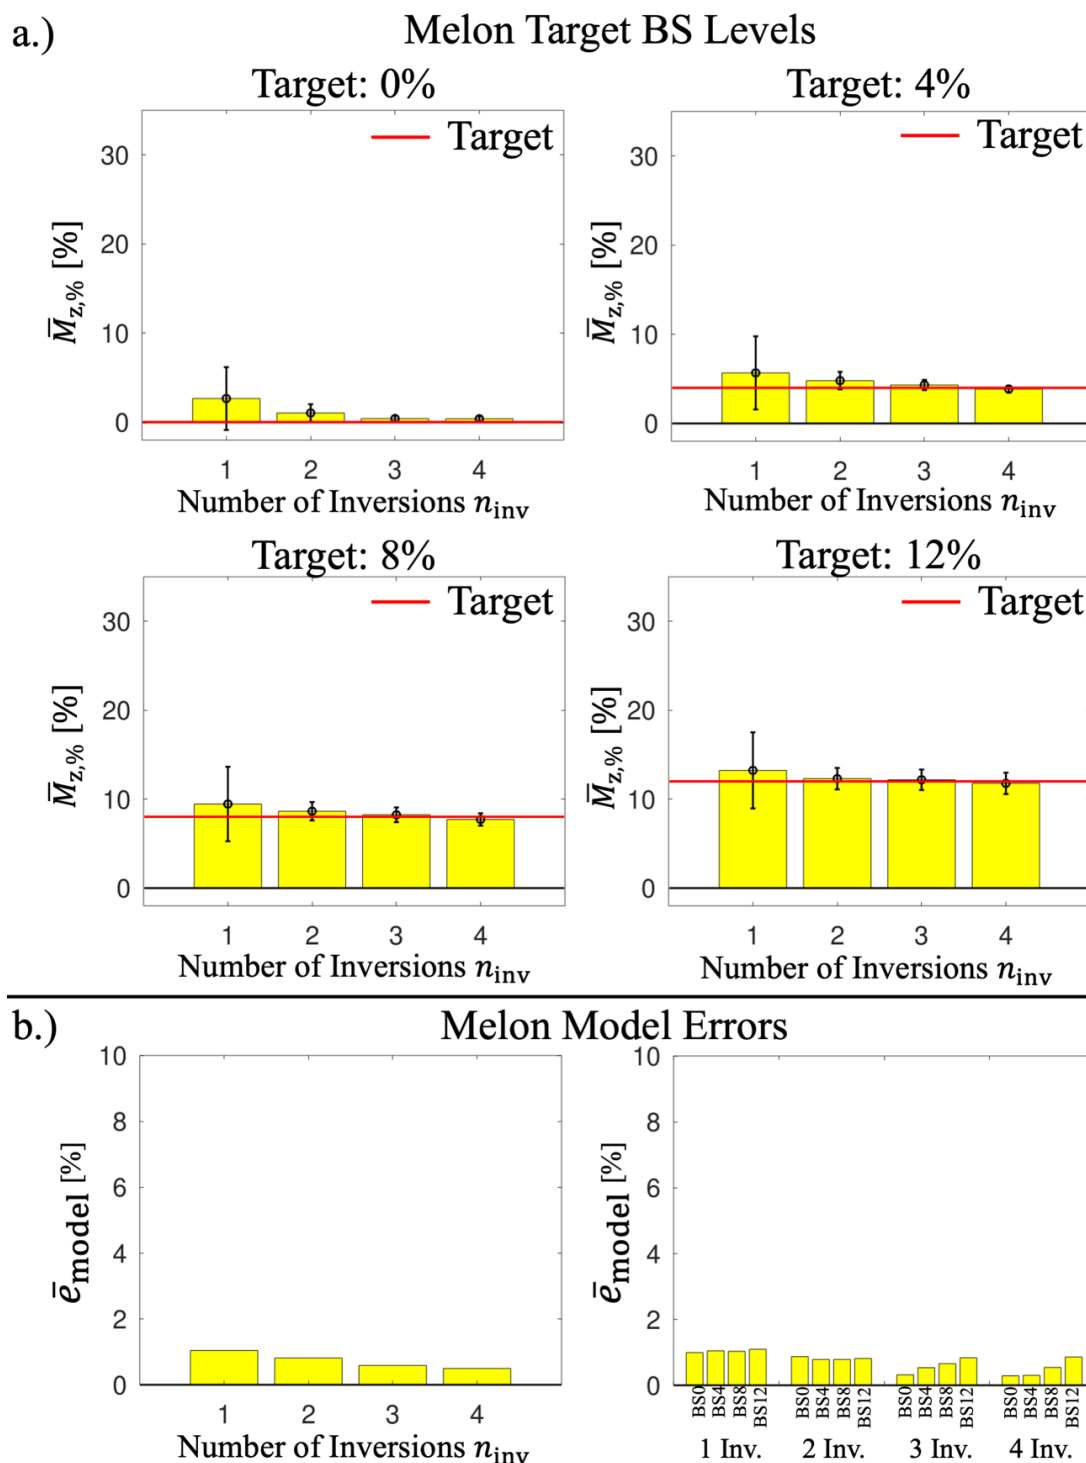 a.) Melon Target BS Levels
Target: 0%
Target
30
20
10
0
M̄z,% [%]
1 2 3 4
Number of Inversions ninv
Target: 4%
Target
30
20
10
0
M̄z,% [%]
1 2 3 4
Number of Inversions ninv
Target: 8%
Target
30
20
10
0
M̄z,% [%]
1 2 3 4
Number of Inversions ninv
Target: 12%
Target
30
20
10
0
M̄z,% [%]
1 2 3 4
Number of Inversions ninv
b.) Melon Model Errors
10
8
6
4
2
0
ēmodel [%]
1 2 3 4
Number of Inversions ninv
10
8
6
4
2
0
ēmodel [%]
BS0 BS4 BS8 BS12 BS0 BS4 BS8 BS12 BS0 BS4 BS8 BS12 BS0 BS4 BS8 BS12
1 Inv. 2 Inv. 3 Inv. 4 Inv.